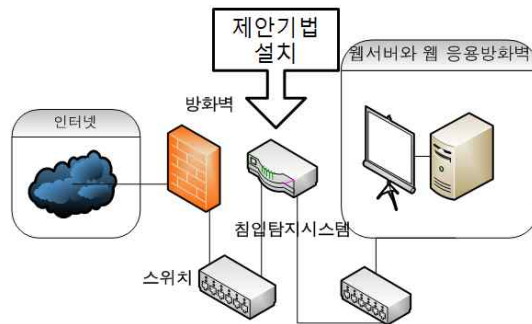 제안기법
설치
웹서버와 웹 응용방화벽
방화벽
인터넷
침입탐지시스템
스위치